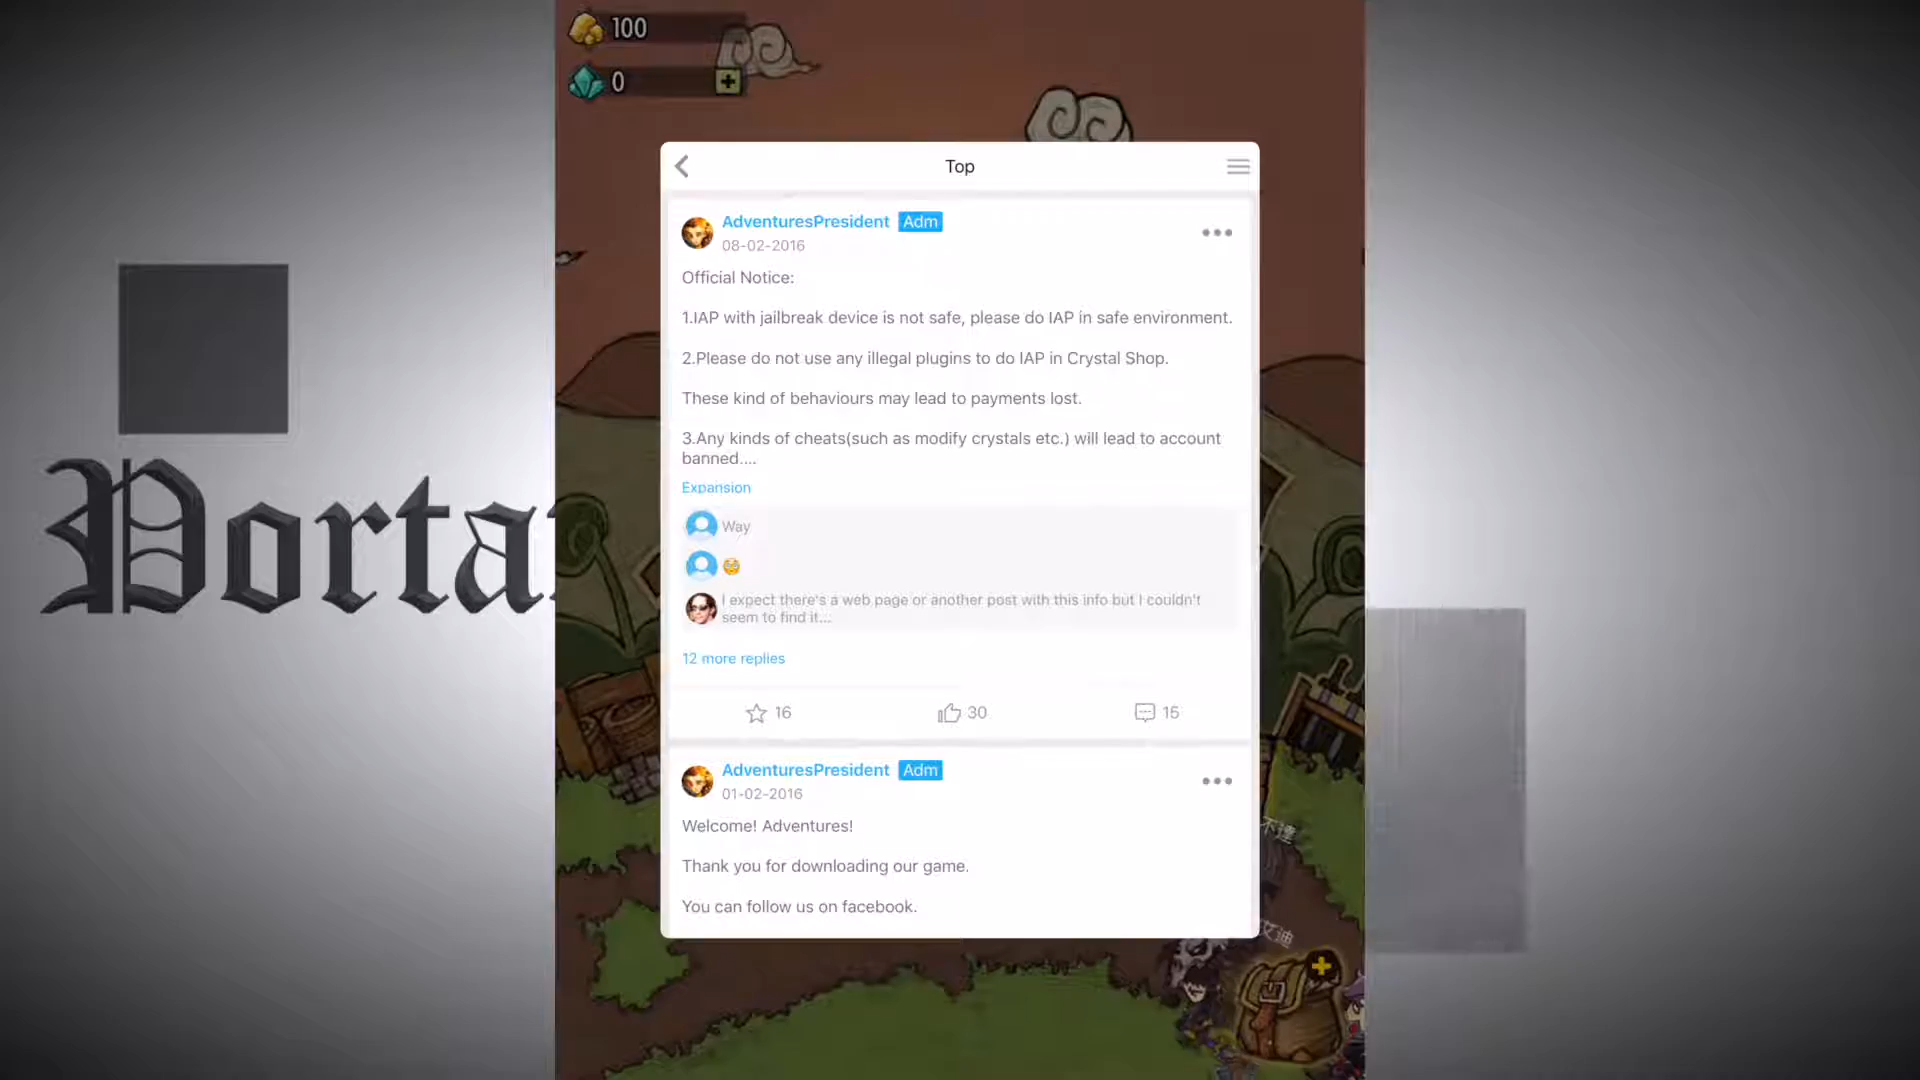 100
0
Top
AdventuresPresident Adm
08-02-2016
Official Notice:
1.IAP with jailbreak device is not safe, please do IAP in safe environment.
2.Please do not use any illegal plugins to do IAP in Crystal Shop.
These kind of behaviours may lead to payments lost.
3.Any kinds of cheats(such as modify crystals etc.) will lead to account
banned....
Expansion
Way
I expect there's a web page or another post with this info but I couldn't
seem to find it...
12 more replies
16 30 15
AdventuresPresident Adm
01-02-2016
Welcome! Adventures!
Thank you for downloading our game.
You can follow us on facebook.
Porta
不達
艾迪